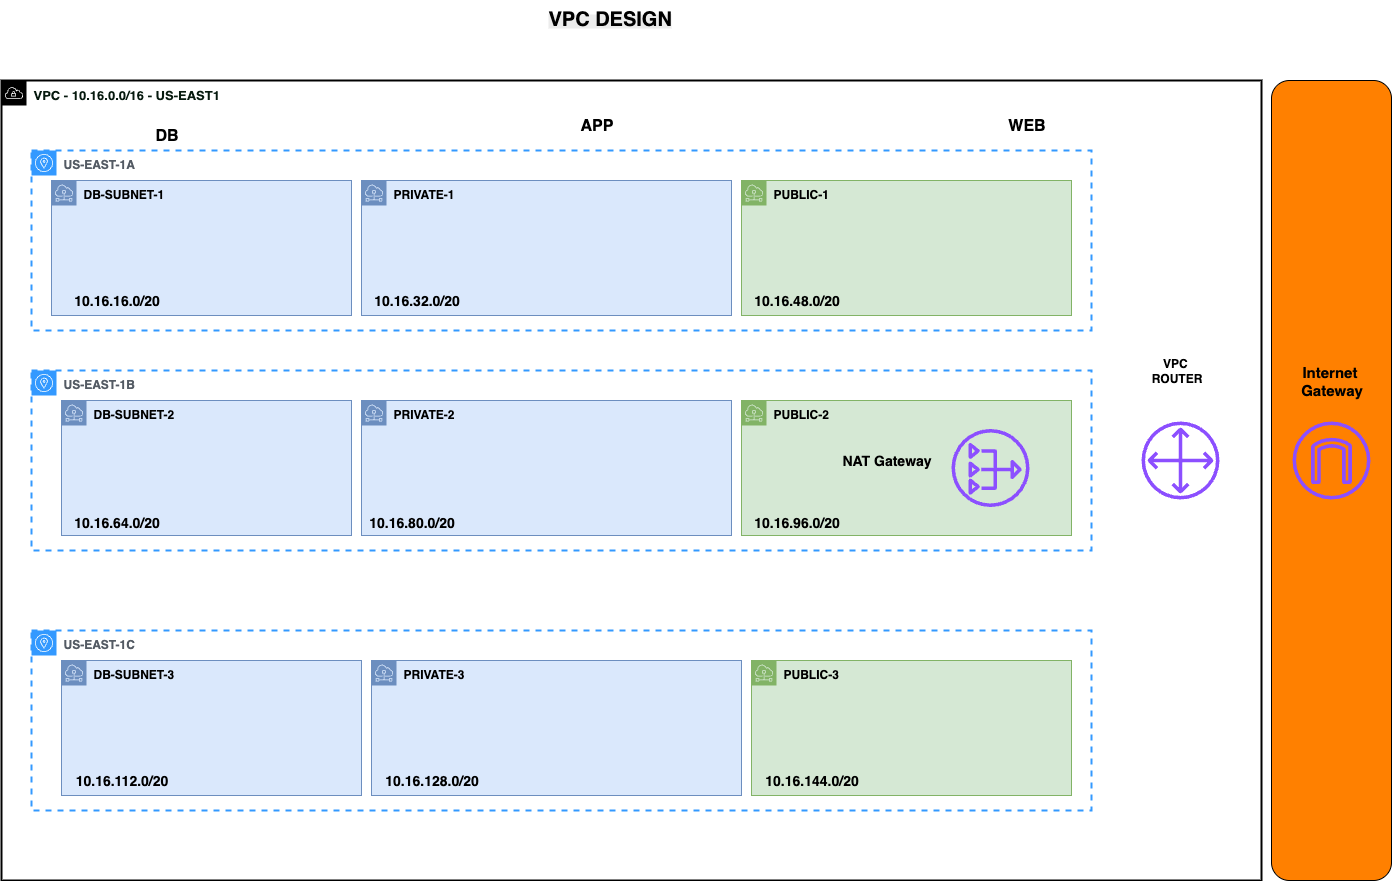 VPC DESIGN
VPC - 10.16.0.0/16 - US-EAST1
DB
APP
WEB
US-EAST-1A
DB-SUBNET-1
PRIVATE-1
PUBLIC-1
10.16.16.0/20
10.16.32.0/20
10.16.48.0/20
US-EAST-1B
DB-SUBNET-2
PRIVATE-2
PUBLIC-2
NAT Gateway
10.16.64.0/20
10.16.80.0/20
10.16.96.0/20
US-EAST-1C
DB-SUBNET-3
PRIVATE-3
PUBLIC-3
10.16.112.0/20
10.16.128.0/20
10.16.144.0/20
VPC
ROUTER
Internet
Gateway